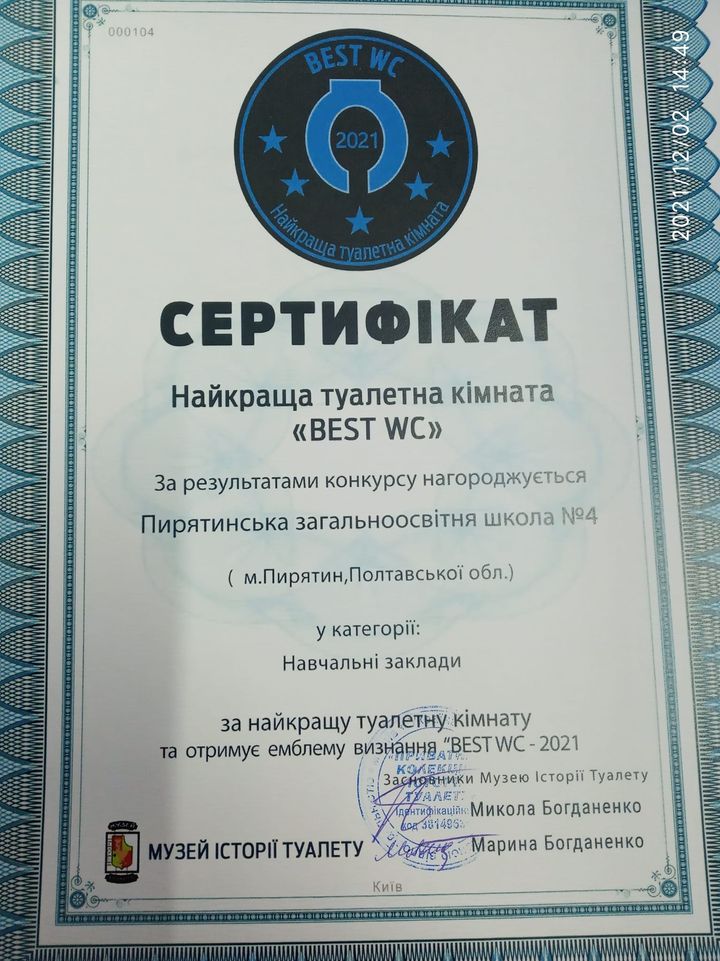 000104
2021/12/02 14:49
BEST WC
2021
Найкраща туалетна кімната
СЕРТИФІКАТ
Найкраща туалетна кімната
«BEST WC»
За результатами конкурсу нагороджується
Пирятинська загальноосвітня школа №4
( м.Пирятин,Полтавської обл.)
у категорії:
Навчальні заклади
за найкращу туалетну кімнату
та отримує емблему визнання "BEST WC - 2021
Засновники Музею Історії Туалету
Микола Богданенко
МУЗЕЙ ІСТОРІЇ ТУАЛЕТУ
Марина Богданенко
Київ